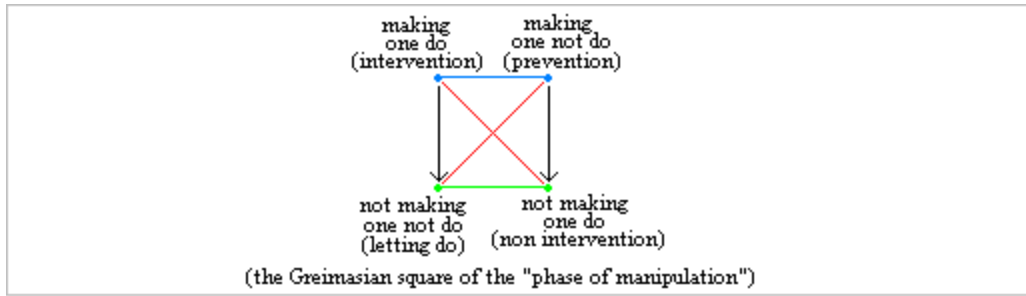 making
one do
(intervention)
making
one not do
(prevention)
not making
one not do
(letting do)
not making
one do
(non intervention)
(the Greimasian square of the "phase of manipulation")